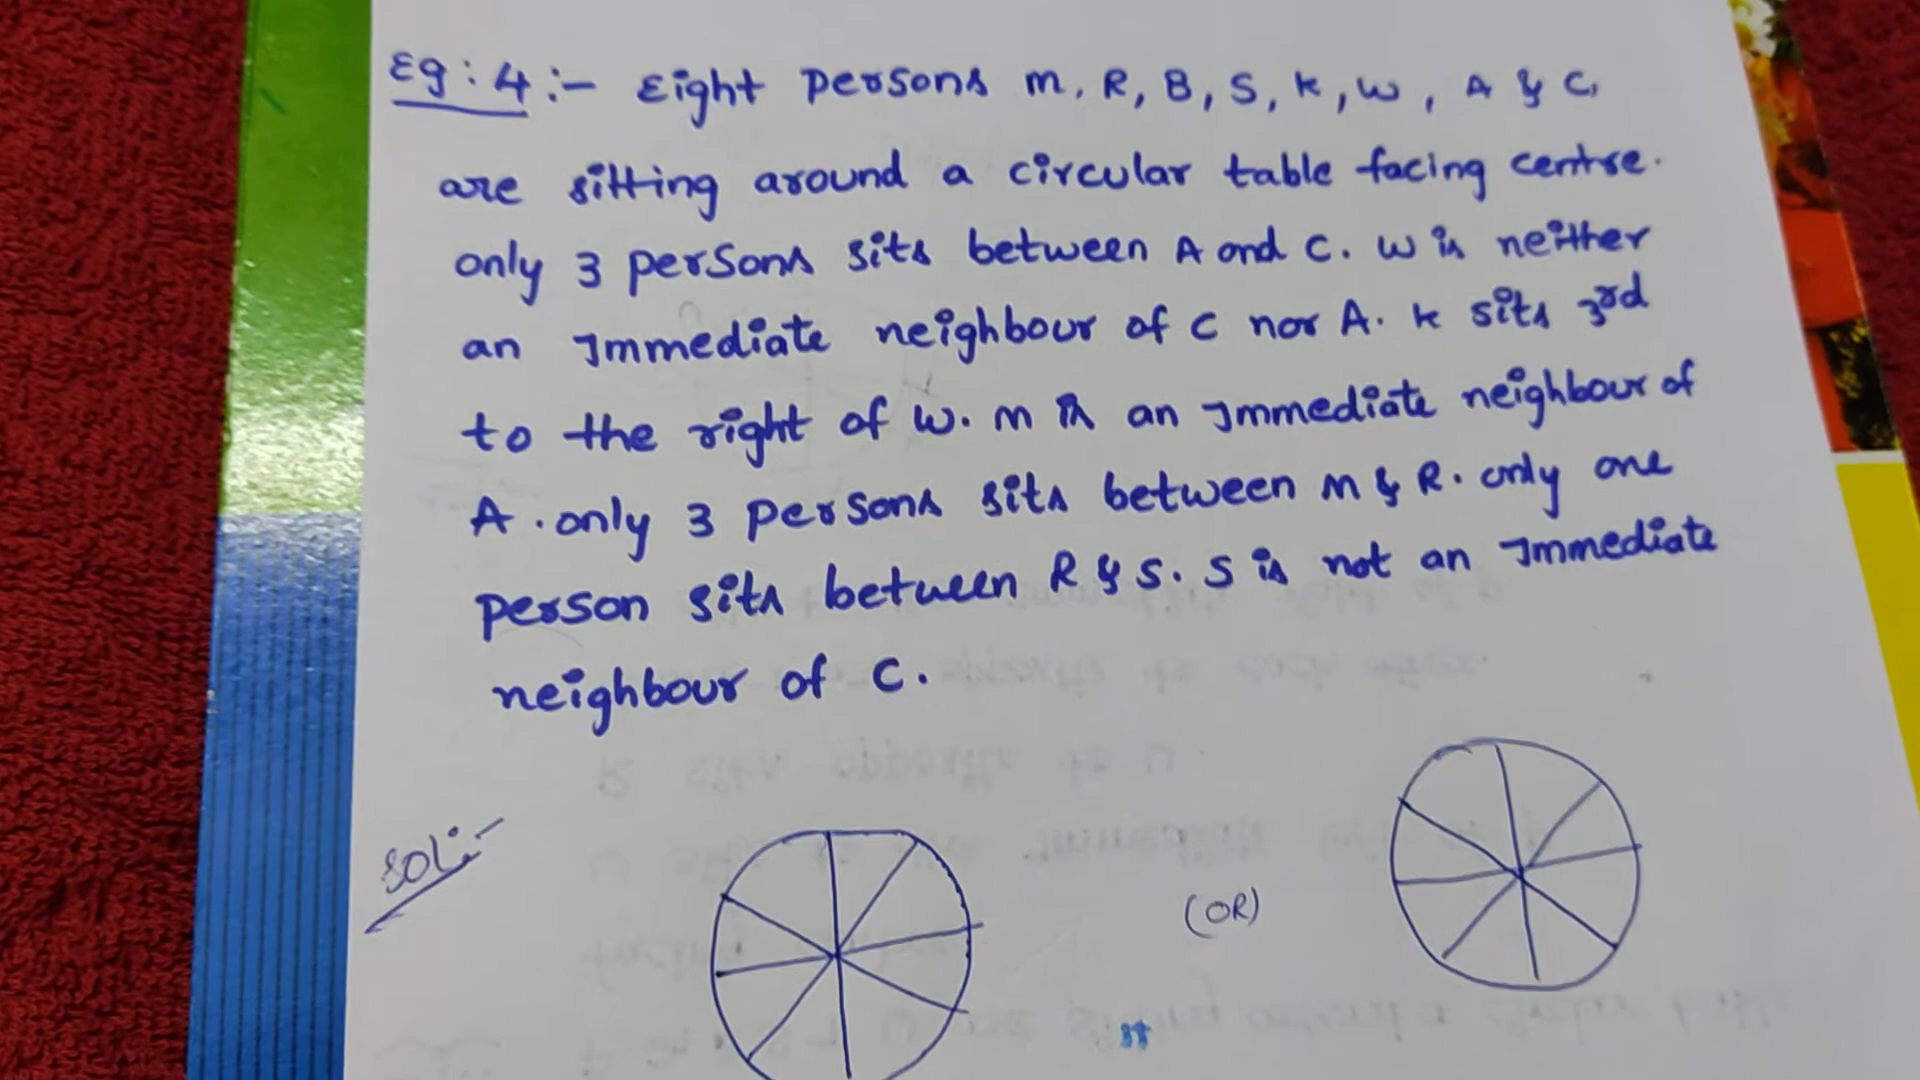 Eg:4:- Eight Persons m, R, B, S, k, w, A & C,
are sitting around a circular table facing centre.
only 3 persons sits between A and C. W is neither
an Immediate neighbour of C nor A. k sits 3rd
to the right of W. m is an Immediate neighbour of
A. only 3 persons sits between m & R. only one
person sits between R & S. S is not an Immediate
neighbour of C.
SOL:-
(OR)